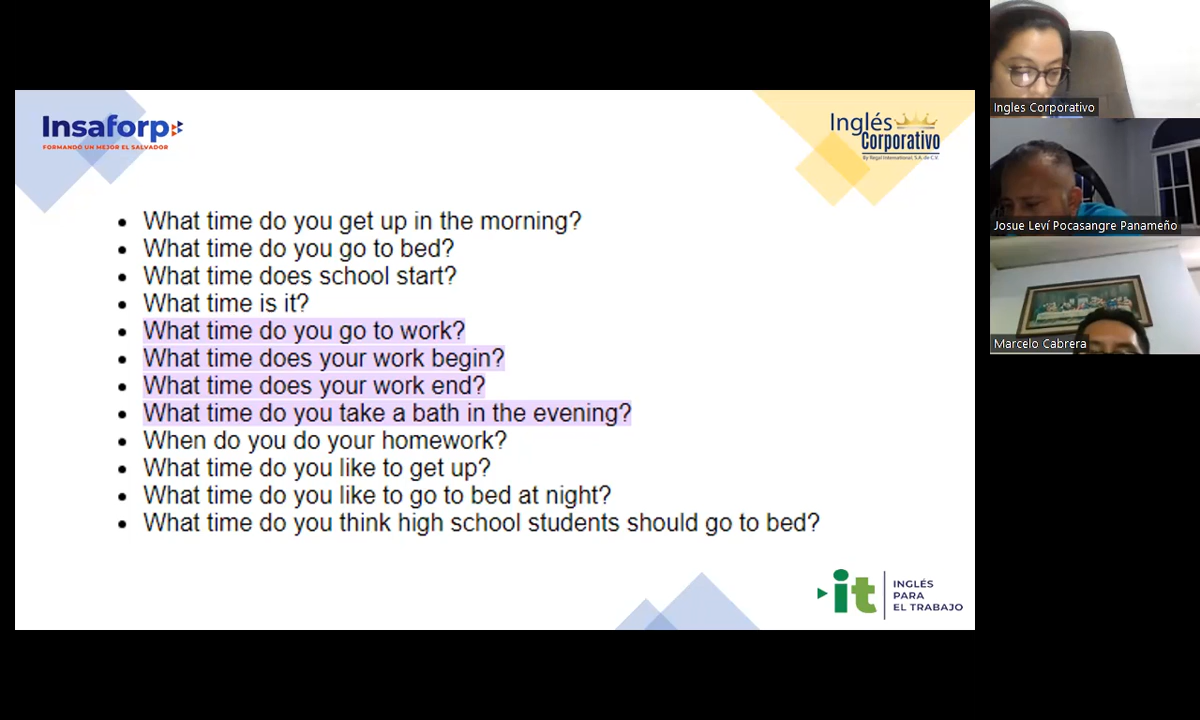 Insaforp
FORMANDO UN MEJOR EL SALVADOR
Inglés
Corporativo
By Regal International, S.A. de C.V.
• What time do you get up in the morning?
• What time do you go to bed?
• What time does school start?
• What time is it?
• What time do you go to work?
• What time does your work begin?
• What time does your work end?
• What time do you take a bath in the evening?
• When do you do your homework?
• What time do you like to get up?
• What time do you like to go to bed at night?
• What time do you think high school students should go to bed?
it
INGLÉS
PARA
EL TRABAJO
Ingles Corporativo
Josue Leví Pocasangre Panameño
Marcelo Cabrera